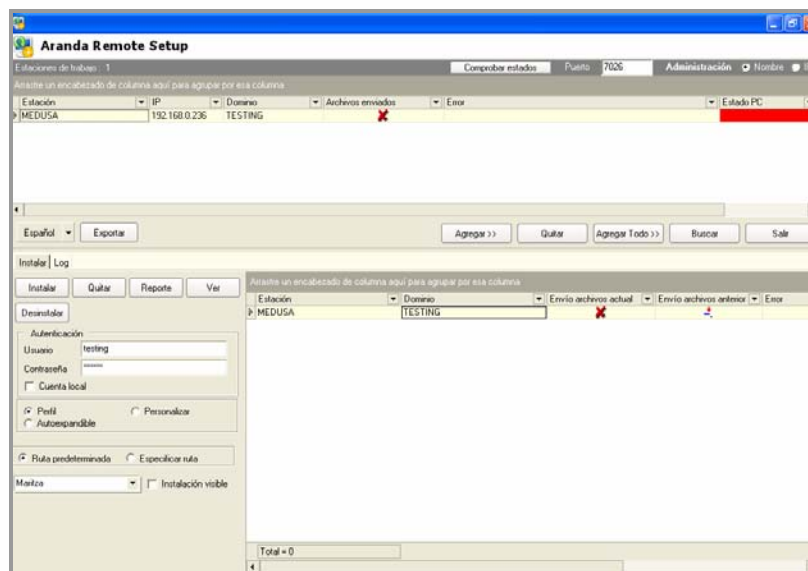 Aranda Remote Setup
Estaciones de trabajo: 1 Comprobar estados Puerto 7026 Administración Nombre
Arrastre un encabezado de columna aquí para agrupar por esa columna
Estación IP Dominio Archivos enviados Error Estado PC
MEDUSA 192.168.0.236 TESTING
Español Exportar Agregar >> Quitar Agregar Todo >> Buscar Salir
Instalar Log
Instalar Quitar Reporte Ver
Desinstalar
Arrastre un encabezado de columna aquí para agrupar por esa columna
Estación Dominio Envío archivos actual Envío archivos anterior Error
MEDUSA TESTING
Autenticación
Usuario testing
Contraseña ******
Cuenta local
Perfil Personalizar
Autoexpandible
Ruta predeterminada Especificar ruta
Maritza Instalación visible
Total = 0